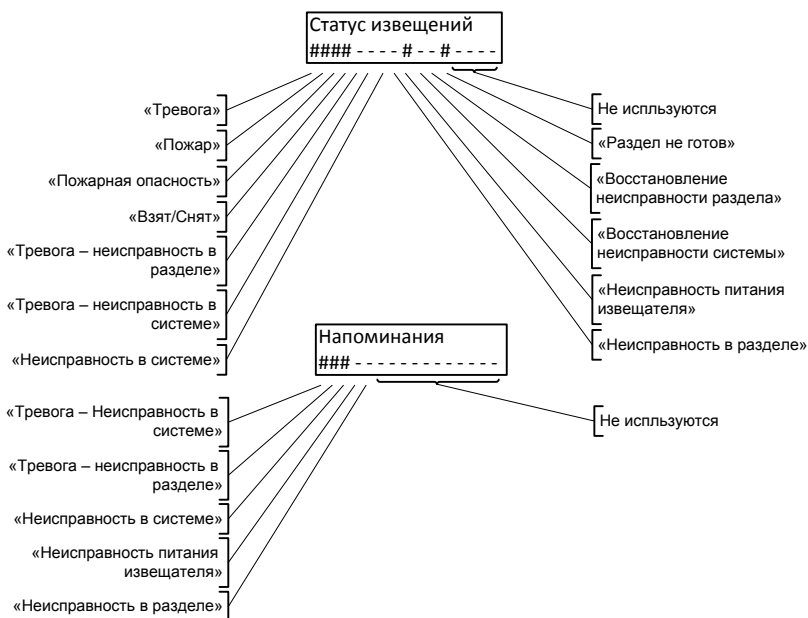 Статус извещений
#### - - - - # - - # - - - -
«Тревога»
«Пожар»
«Пожарная опасность»
«Взят/Снят»
«Тревога – неисправность в
разделе»
«Тревога – неисправность в
системе»
«Неисправность в системе»
Не испльзуются
«Раздел не готов»
«Восстановление
неисправности раздела»
«Восстановление
неисправности системы»
«Неисправность питания
извещателя»
«Неисправность в разделе»
Напоминания
### - - - - - - - - - - - - -
«Тревога – Неисправность в
системе»
«Тревога – неисправность в
разделе»
«Неисправность в системе»
«Неисправность питания
извещателя»
«Неисправность в разделе»
Не испльзуются